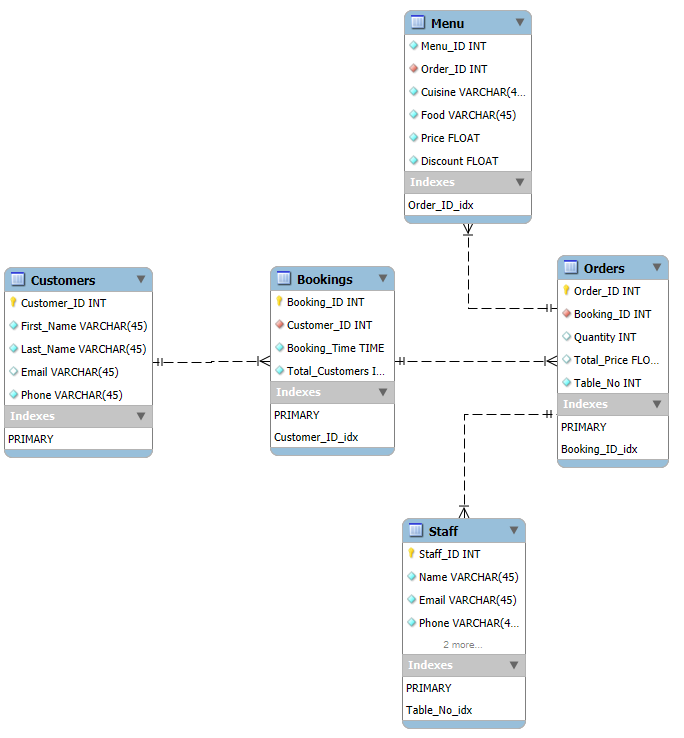 Menu
Menu_ID INT
Order_ID INT
Cuisine VARCHAR(4...
Food VARCHAR(45)
Price FLOAT
Discount FLOAT
Indexes
Order_ID_idx
Customers
Customer_ID INT
First_Name VARCHAR(45)
Last_Name VARCHAR(45)
Email VARCHAR(45)
Phone VARCHAR(45)
Indexes
PRIMARY
Bookings
Booking_ID INT
Customer_ID INT
Booking_Time TIME
Total_Customers I...
Indexes
PRIMARY
Customer_ID_idx
Orders
Order_ID INT
Booking_ID INT
Quantity INT
Total_Price FLO...
Table_No INT
Indexes
PRIMARY
Booking_ID_idx
Staff
Staff_ID INT
Name VARCHAR(45)
Email VARCHAR(45)
Phone VARCHAR(4...
2 more...
Indexes
PRIMARY
Table_No_idx